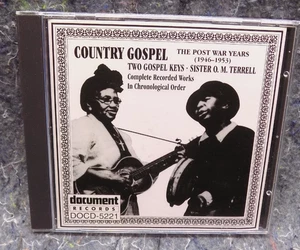 COUNTRY GOSPEL
THE POST WAR YEARS
(1946-1953)
TWO GOSPEL KEYS · SISTER O. M. TERRELL
Complete Recorded Works
In Chronological Order
document
RECORDS
DOCD-5221